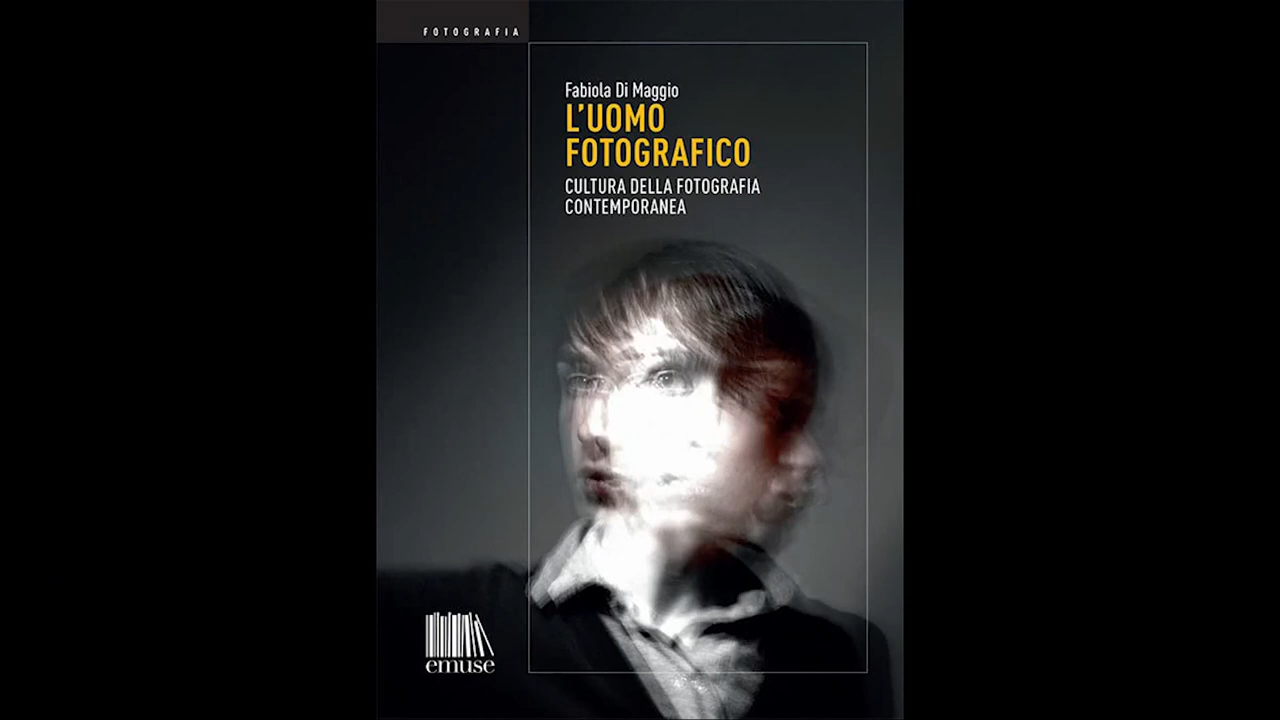 FOTOGRAFIA
Fabiola Di Maggio
L'UOMO
FOTOGRAFICO
CULTURA DELLA FOTOGRAFIA
CONTEMPORANEA
emuse